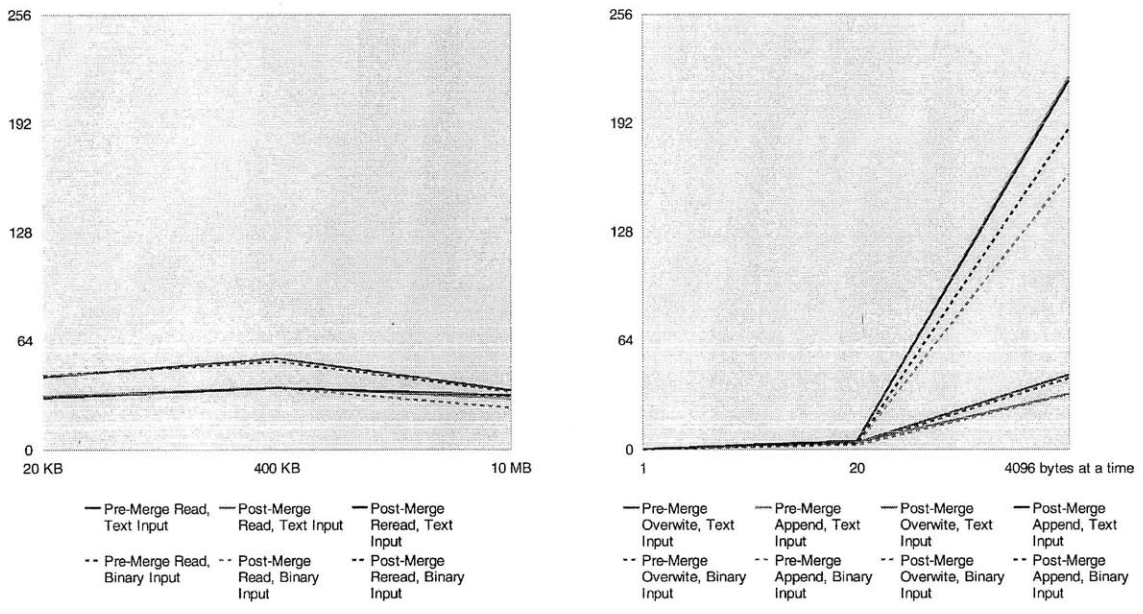 256
192
128
64
0
20 KB 400 KB 10 MB
Pre-Merge Read, Text Input
Post-Merge Read, Text Input
Post-Merge Reread, Text Input
Pre-Merge Read, Binary Input
Post-Merge Read, Binary Input
Post-Merge Reread, Binary Input
256
192
128
64
0
1 20 4096 bytes at a time
Pre-Merge Overwite, Text Input
Pre-Merge Append, Text Input
Post-Merge Overwite, Text Input
Post-Merge Append, Text Input
Pre-Merge Overwite, Binary Input
Pre-Merge Append, Binary Input
Post-Merge Overwite, Binary Input
Post-Merge Append, Binary Input